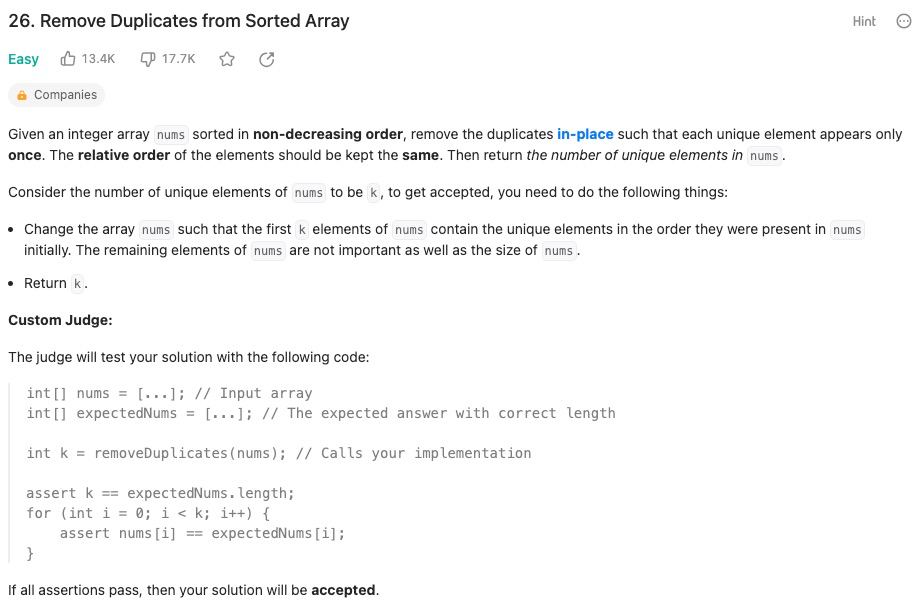 26. Remove Duplicates from Sorted Array
Hint
Easy 13.4K 17.7K
Companies
Given an integer array nums sorted in non-decreasing order, remove the duplicates in-place such that each unique element appears only
once. The relative order of the elements should be kept the same. Then return the number of unique elements in nums.
Consider the number of unique elements of nums to be k, to get accepted, you need to do the following things:
• Change the array nums such that the first k elements of nums contain the unique elements in the order they were present in nums
initially. The remaining elements of nums are not important as well as the size of nums.
• Return k.
Custom Judge:
The judge will test your solution with the following code:
int[] nums = [...]; // Input array
int[] expectedNums = [...]; // The expected answer with correct length
int k = removeDuplicates(nums); // Calls your implementation
assert k == expectedNums.length;
for (int i = 0; i < k; i++) {
    assert nums[i] == expectedNums[i];
}
If all assertions pass, then your solution will be accepted.